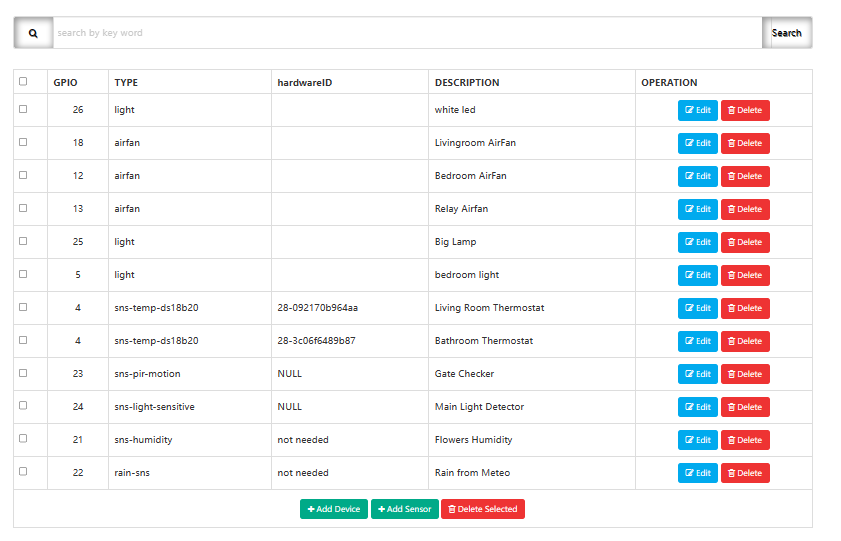 search by key word Search
GPIO TYPE hardwareID DESCRIPTION OPERATION
26 light white led Edit Delete
18 airfan Livingroom AirFan Edit Delete
12 airfan Bedroom AirFan Edit Delete
13 airfan Relay Airfan Edit Delete
25 light Big Lamp Edit Delete
5 light bedroom light Edit Delete
4 sns-temp-ds18b20 28-092170b964aa Living Room Thermostat Edit Delete
4 sns-temp-ds18b20 28-3c06f6489b87 Bathroom Thermostat Edit Delete
23 sns-pir-motion NULL Gate Checker Edit Delete
24 sns-light-sensitive NULL Main Light Detector Edit Delete
21 sns-humidity not needed Flowers Humidity Edit Delete
22 rain-sns not needed Rain from Meteo Edit Delete
+ Add Device + Add Sensor Delete Selected